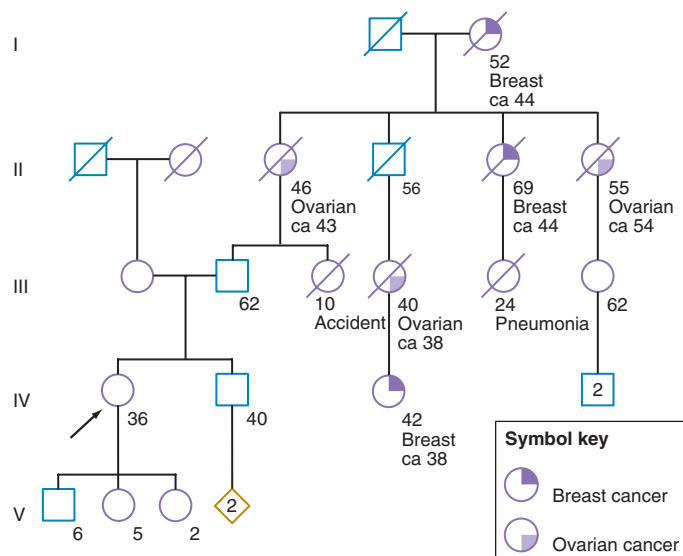 I
52
Breast
ca 44
II
46
Ovarian
ca 43
56
69
Breast
ca 44
55
Ovarian
ca 54
III
62
10
Accident
40
Ovarian
ca 38
24
Pneumonia
62
IV
36
40
42
Breast
ca 38
2
V
6
5
2
2
Symbol key
Breast cancer
Ovarian cancer